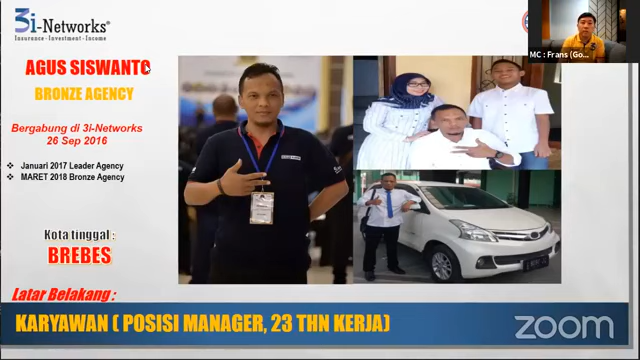 3i-Networks®
Insurance - Investment - Income
AGUS SISWANTO
BRONZE AGENCY
Bergabung di 3i-Networks
26 Sep 2016
Januari 2017 Leader Agency
MARET 2018 Bronze Agency
Kota tinggal :
BREBES
Latar Belakang :
KARYAWAN ( POSISI MANAGER, 23 THN KERJA)
MC : Frans (Go...
zoom